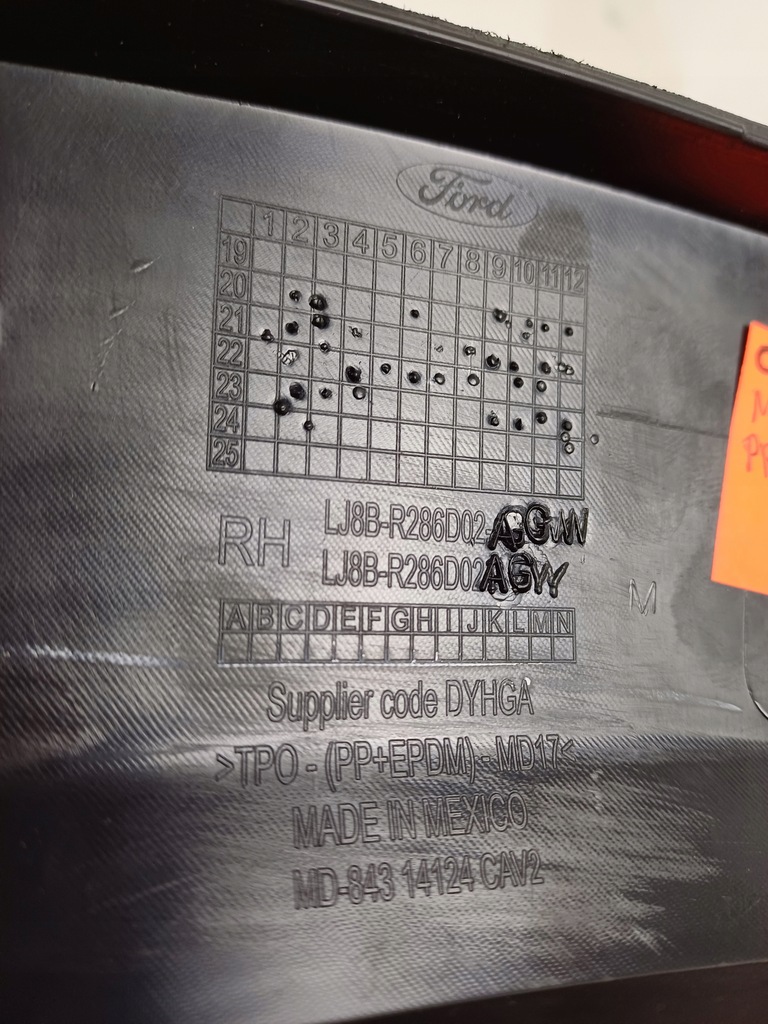 Ford
1 2 3 4 5 6 7 8 9 10 11 12
19
20
21
22
23
24
25
RH
LJ8B-R286D02-AGW
LJ8B-R286D02AGW
M
A B C D E F G H I J K L M N
Supplier code DYHGA
>TPO - (PP+EPDM) - MD17<
MADE IN MEXICO
MD-843 14124 CAV2